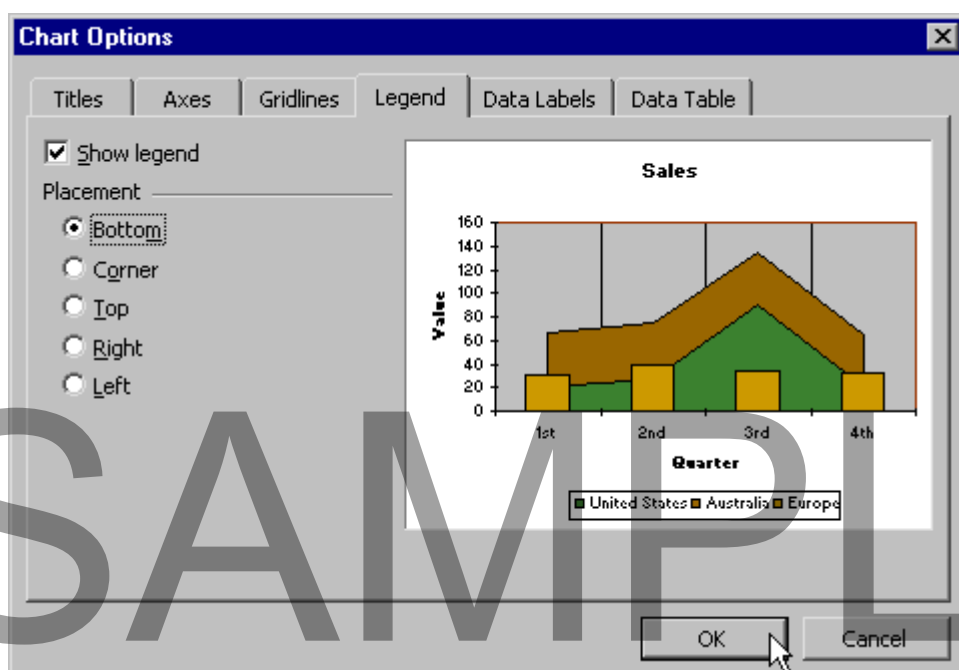 Chart Options
Titles Axes Gridlines Legend Data Labels Data Table
Show legend
Placement
Bottom
Corner
Top
Right
Left
Sales
Value
160
140
120
100
80
60
40
20
0
1st 2nd 3rd 4th
Quarter
United States Australia Europe
OK Cancel
SAMPL